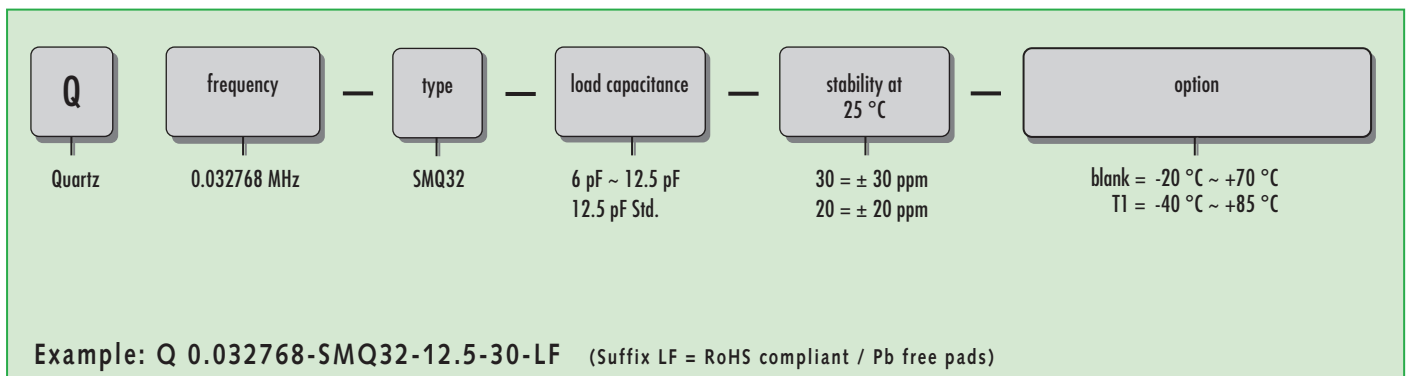 Q
frequency
—
type
—
load capacitance
—
stability at
25 °C
—
option
Quartz
0.032768 MHz
SMQ32
6 pF ~ 12.5 pF
12.5 pF Std.
30 = ± 30 ppm
20 = ± 20 ppm
blank = -20 °C ~ +70 °C
T1 = -40 °C ~ +85 °C
Example: Q 0.032768-SMQ32-12.5-30-LF (Suffix LF = RoHS compliant / Pb free pads)